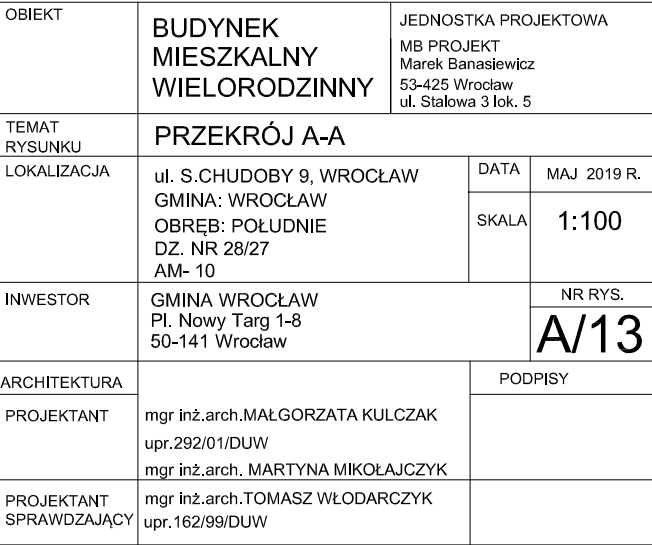 OBIEKT
BUDYNEK
MIESZKALNY
WIELORODZINNY
JEDNOSTKA PROJEKTOWA
MB PROJEKT
Marek Banasiewicz
53-425 Wrocław
ul. Stalowa 3 lok. 5
TEMAT
RYSUNKU
PRZEKRÓJ A-A
LOKALIZACJA
ul. S.CHUDOBY 9, WROCŁAW
GMINA: WROCŁAW
OBRĘB: POŁUDNIE
DZ. NR 28/27
AM- 10
DATA
MAJ 2019 R.
SKALA
1:100
INWESTOR
GMINA WROCŁAW
Pl. Nowy Targ 1-8
50-141 Wrocław
NR RYS.
A/13
ARCHITEKTURA
PODPISY
PROJEKTANT
mgr inż.arch.MAŁGORZATA KULCZAK
upr.292/01/DUW
mgr inż.arch. MARTYNA MIKOŁAJCZYK
PROJEKTANT
SPRAWDZAJĄCY
mgr inż.arch.TOMASZ WŁODARCZYK
upr.162/99/DUW